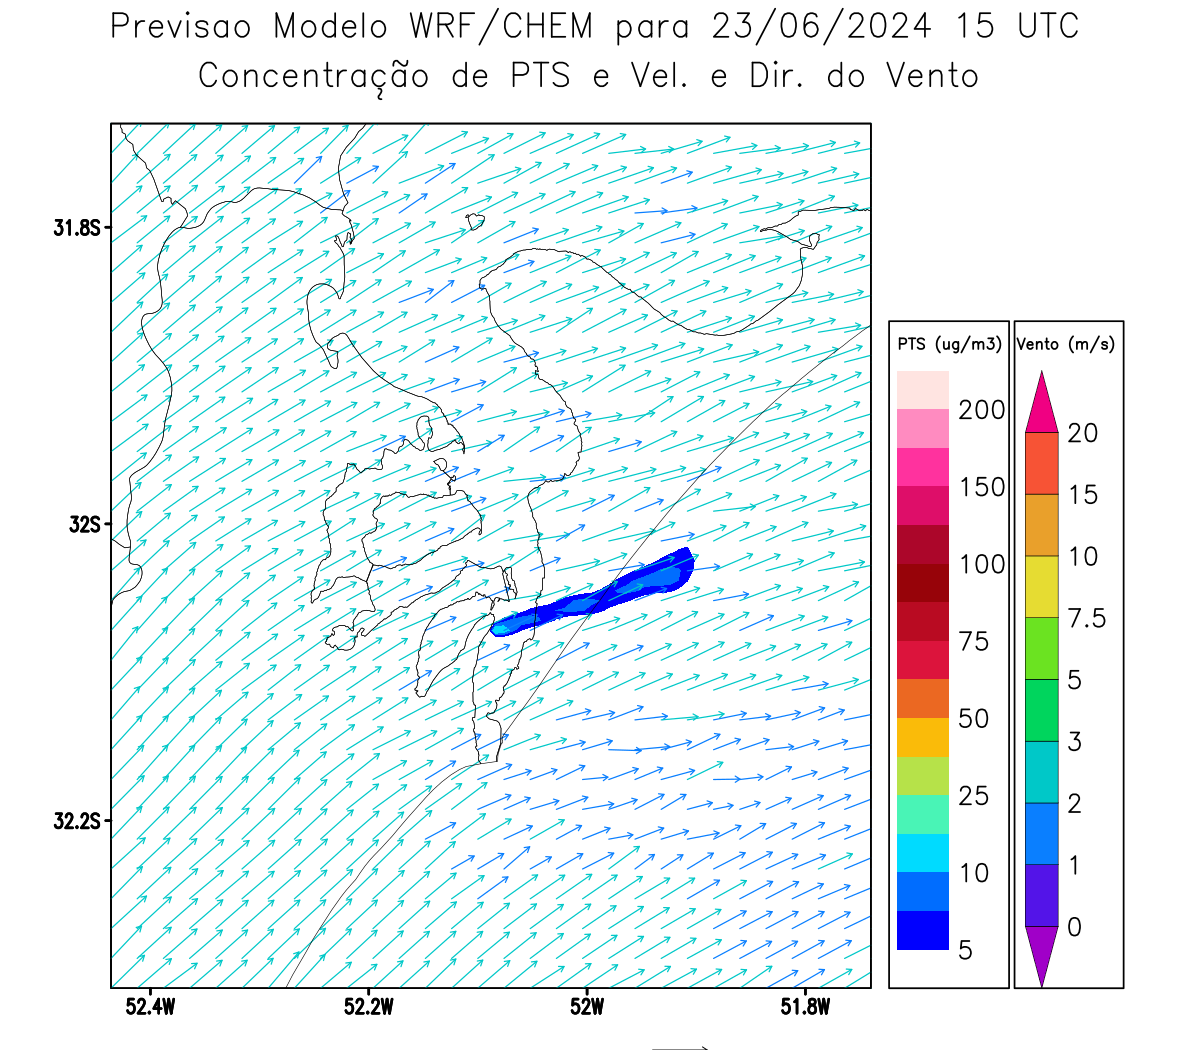 Previsao Modelo WRF/CHEM para 23/06/2024 15 UTC
Concentração de PTS e Vel. e Dir. do Vento
31.8S
32S
32.2S
52.4W 52.2W 52W 51.8W
PTS (ug/m3)
200
150
100
75
50
25
10
5
Vento (m/s)
20
15
10
7.5
5
3
2
1
0